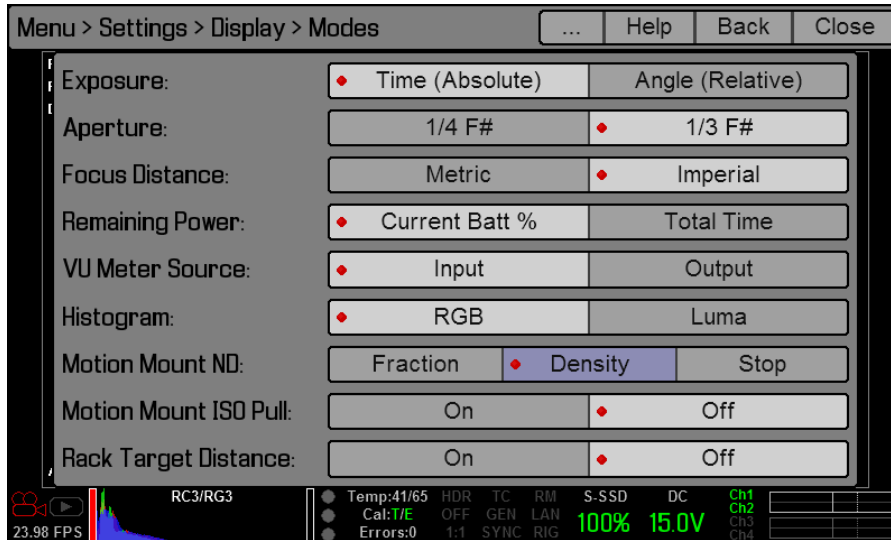 Menu > Settings > Display > Modes ... Help Back Close
Exposure: Time (Absolute) Angle (Relative)
Aperture: 1/4 F# 1/3 F#
Focus Distance: Metric Imperial
Remaining Power: Current Batt % Total Time
VU Meter Source: Input Output
Histogram: RGB Luma
Motion Mount ND: Fraction Density Stop
Motion Mount ISO Pull: On Off
Rack Target Distance: On Off
RC3/RG3 Temp:41/65 HDR TC RM S-SSD DC Ch1
Cal:T/E OFF GEN LAN 100% 15.0V Ch2
23.98 FPS Errors:0 1:1 SYNC RIG Ch3
Ch4